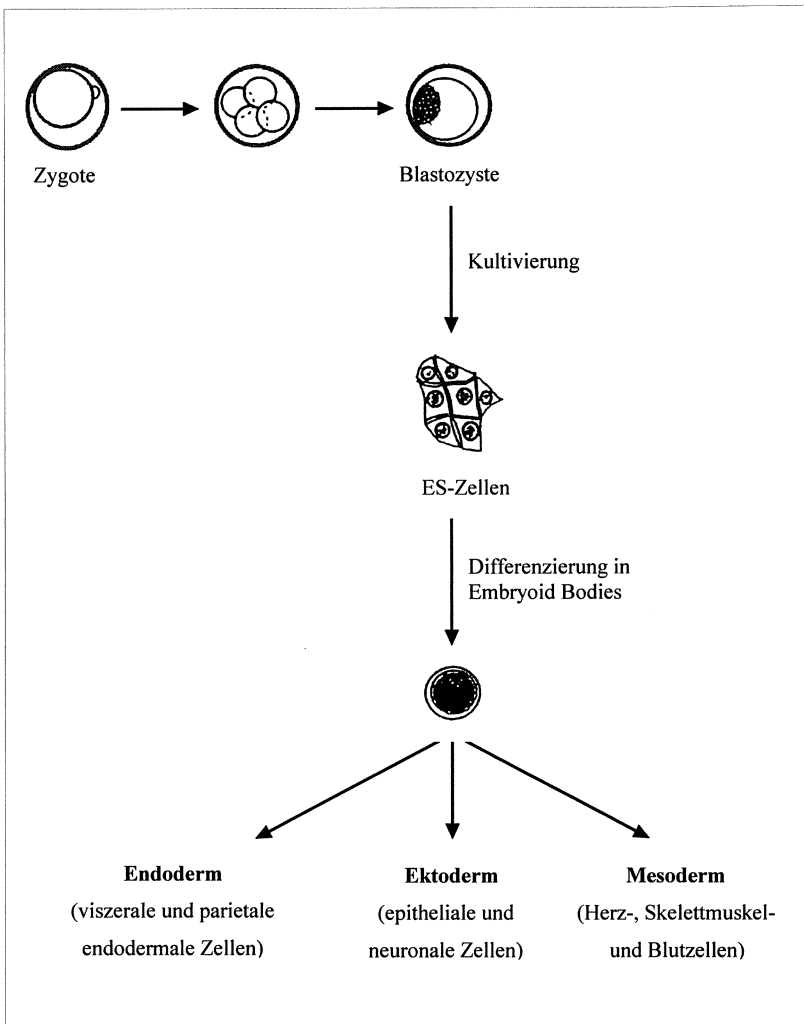 Zygote
Blastozyste
Kultivierung
ES-Zellen
Differenzierung in
Embryoid Bodies
Endoderm
(viszerale und parietale
endodermale Zellen)
Ektoderm
(epitheliale und
neuronale Zellen)
Mesoderm
(Herz-, Skelettmuskel-
und Blutzellen)